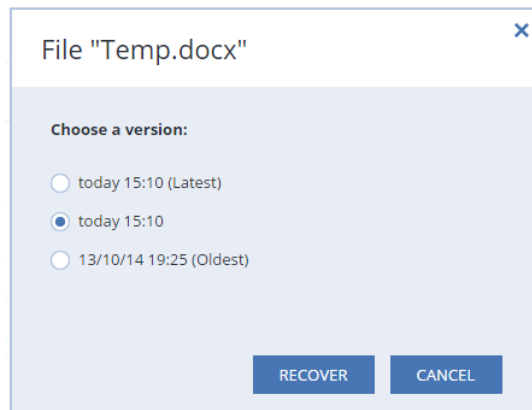 File "Temp.docx"
Choose a version:
today 15:10 (Latest)
today 15:10
13/10/14 19:25 (Oldest)
RECOVER CANCEL